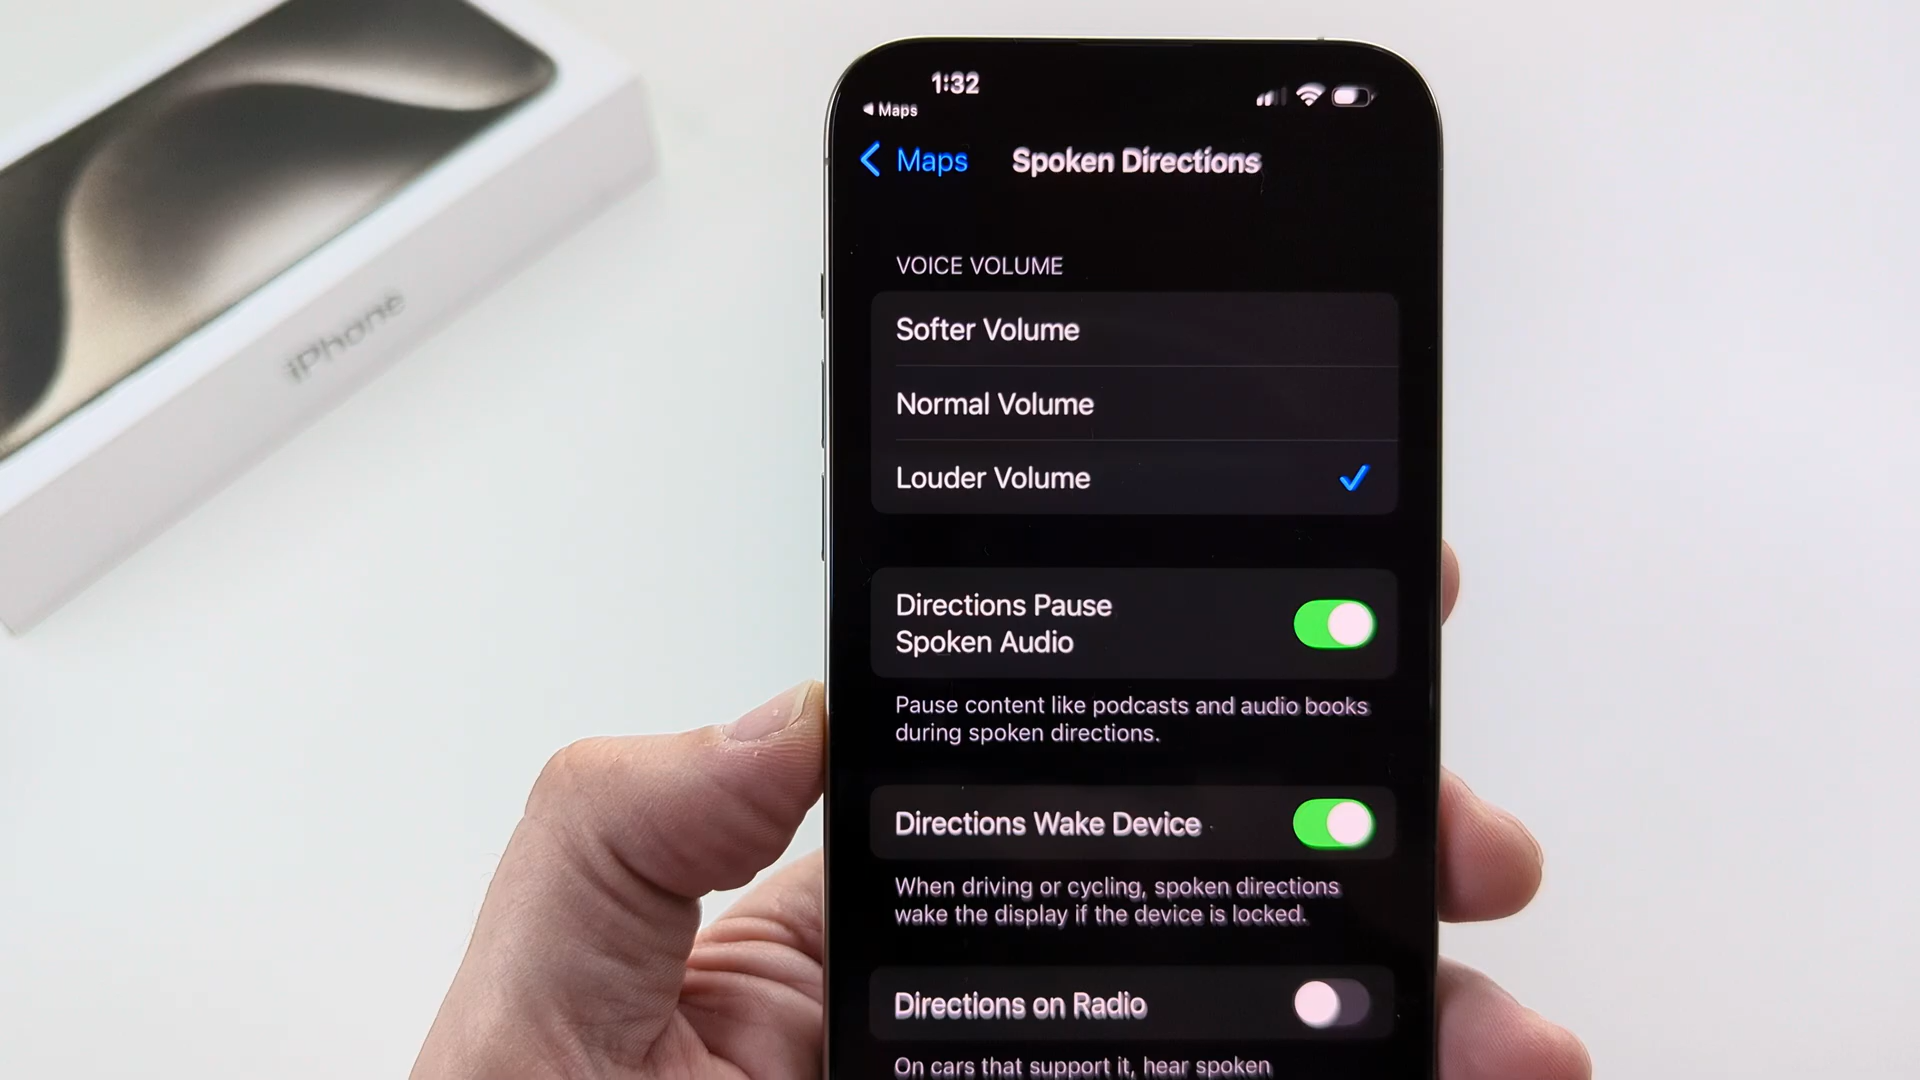 iPhone
1:32
◀ Maps
Maps
Spoken Directions
VOICE VOLUME
Softer Volume
Normal Volume
Louder Volume
Directions Pause
Spoken Audio
Pause content like podcasts and audio books
during spoken directions.
Directions Wake Device
When driving or cycling, spoken directions
wake the display if the device is locked.
Directions on Radio
On cars that support it, hear spoken